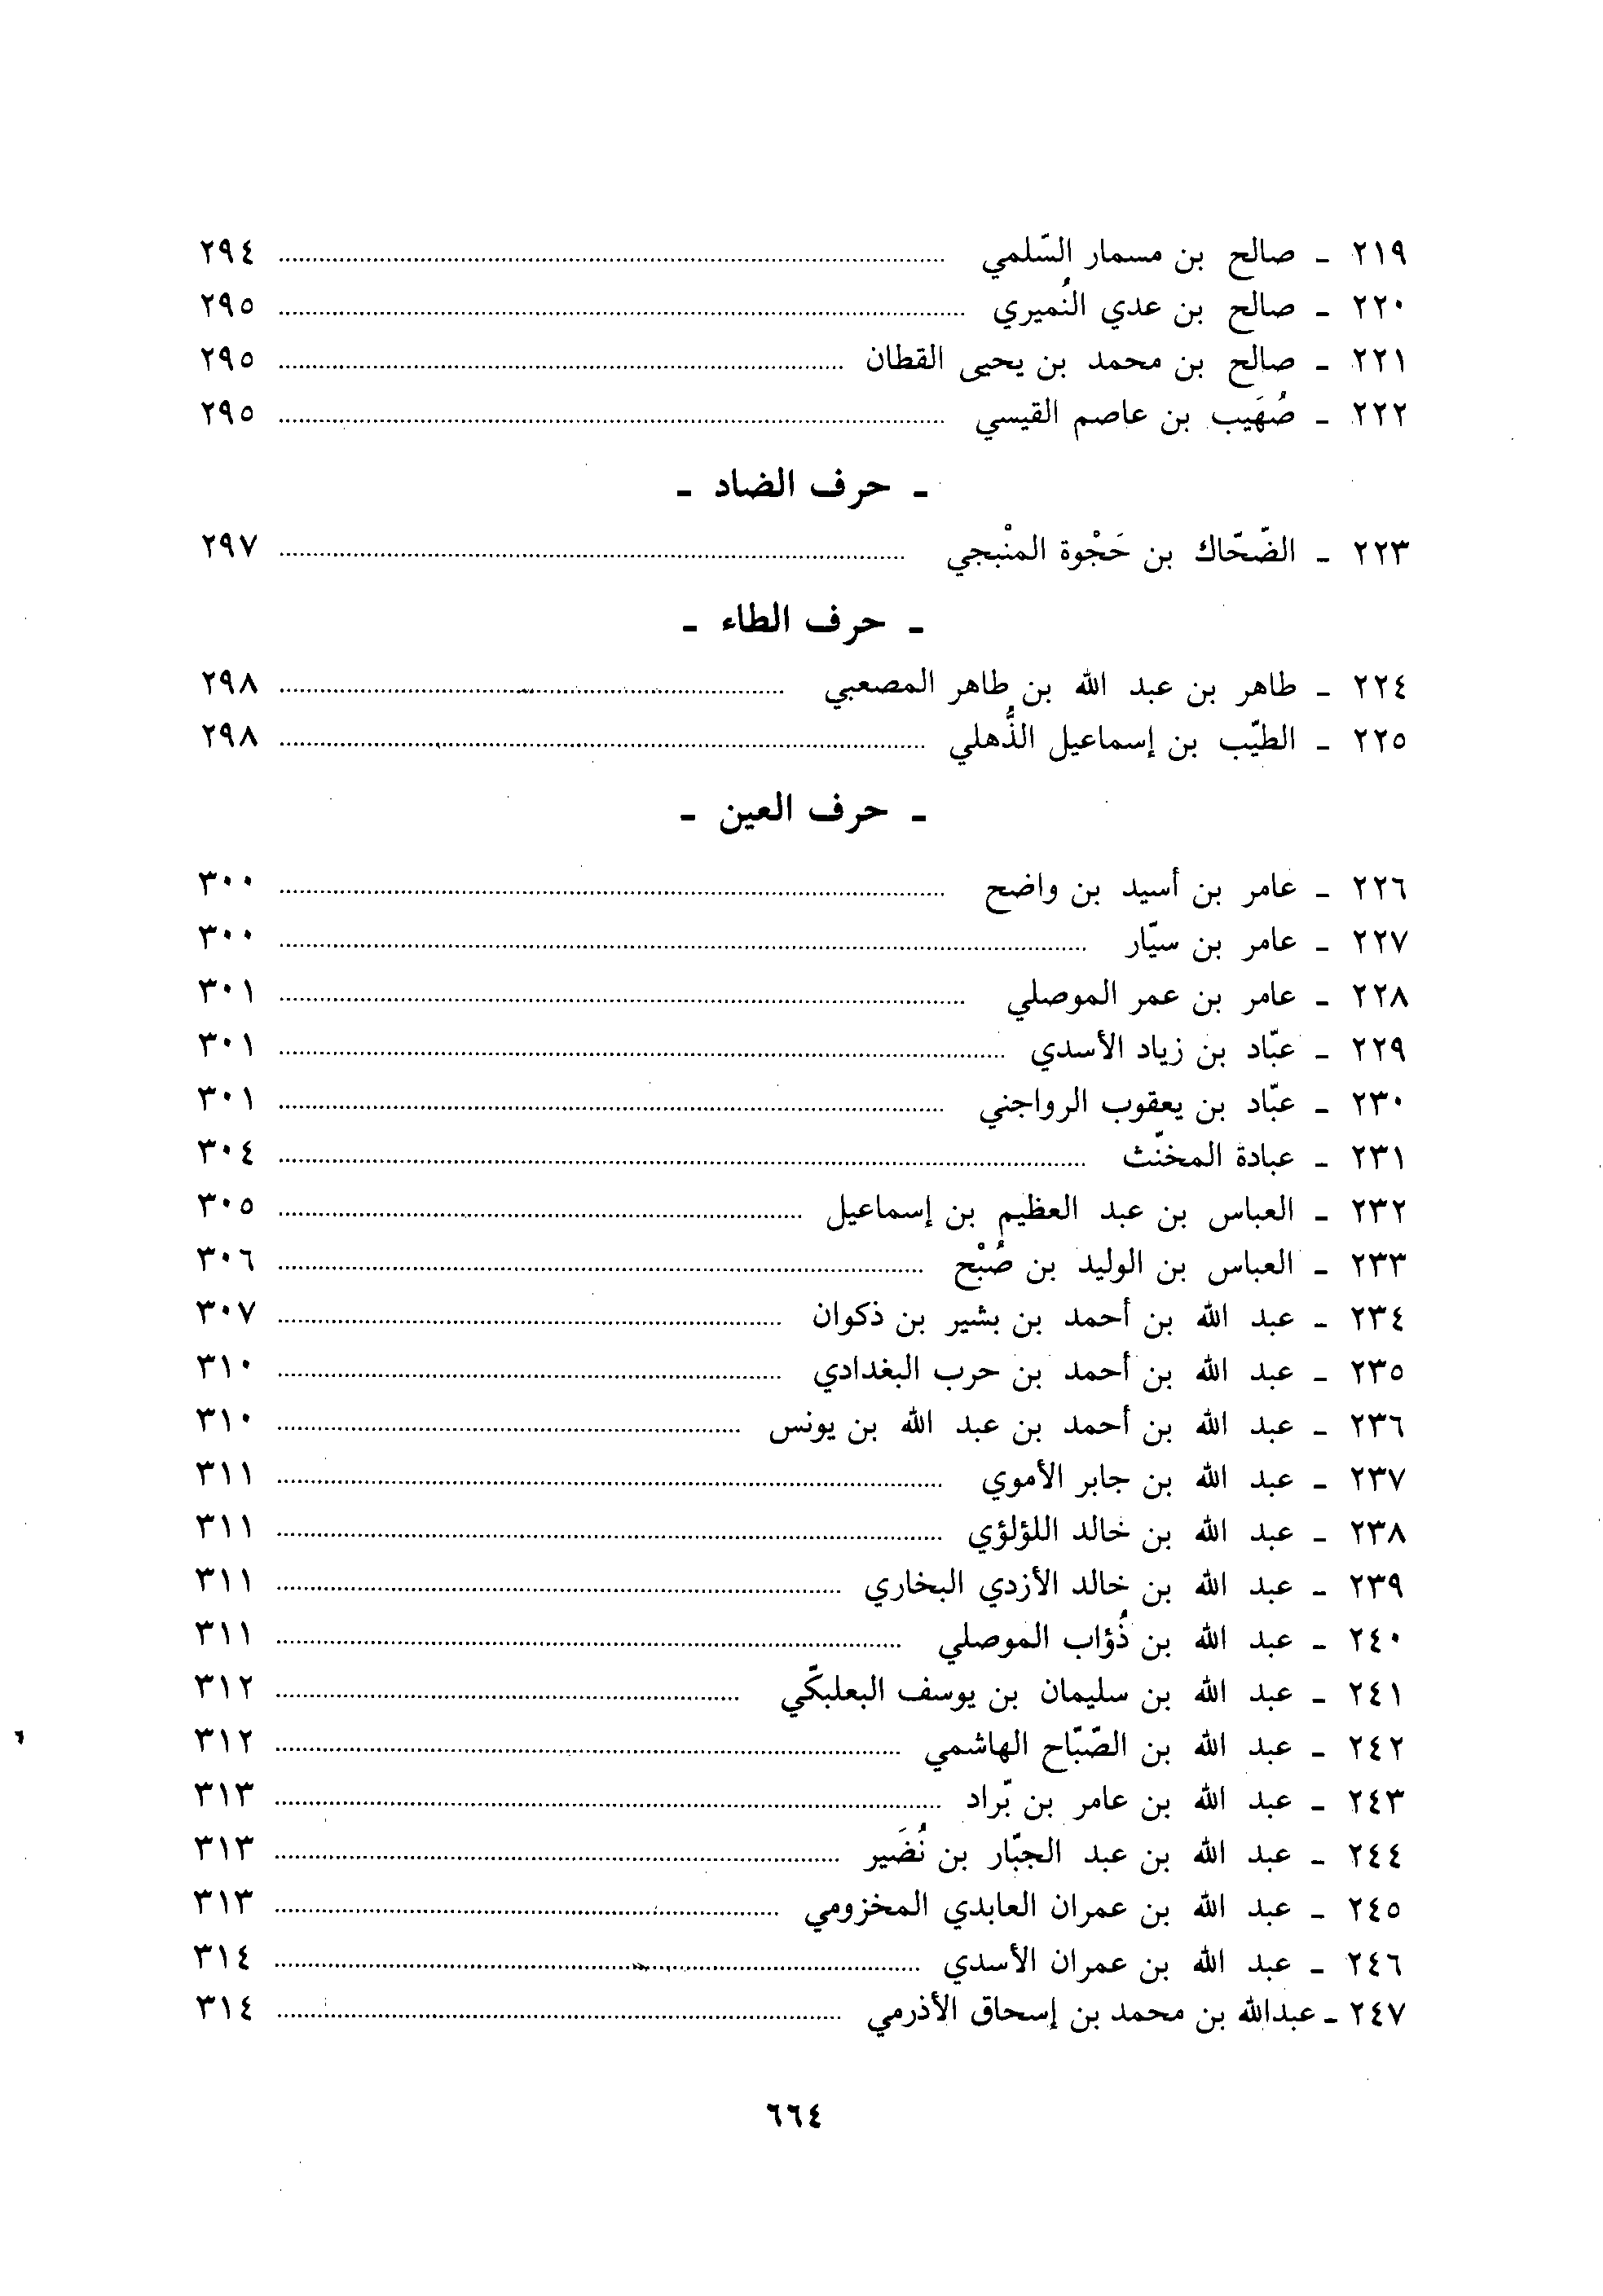 ٢١٩ ـ صالح بن مسمار السّلمي ........ ٢٩٤
٢٢٠ ـ صالح بن عدي النُميري ........ ٢٩٥
٢٢١ ـ صالح بن محمد بن يحيى القطان ........ ٢٩٥
٢٢٢ ـ صُهَيب بن عاصم القيسي ........ ٢٩٥
ـ حرف الضاد ـ
٢٢٣ ـ الضّحّاك بن حَجْوة المنْبجي ........ ٢٩٧
ـ حرف الطاء ـ
٢٢٤ ـ طاهر بن عبد الله بن طاهر المصعبي ........ ٢٩٨
٢٢٥ ـ الطيّب بن إسماعيل الذُّهلي ........ ٢٩٨
ـ حرف العين ـ
٢٢٦ ـ عامر بن أسيد بن واضح ........ ٣٠٠
٢٢٧ ـ عامر بن سيّار ........ ٣٠٠
٢٢٨ ـ عامر بن عمر الموصلي ........ ٣٠١
٢٢٩ ـ عبّاد بن زياد الأسدي ........ ٣٠١
٢٣٠ ـ عبّاد بن يعقوب الرواجني ........ ٣٠١
٢٣١ ـ عبادة المخنّث ........ ٣٠٤
٢٣٢ ـ العباس بن عبد العظيم بن إسماعيل ........ ٣٠٥
٢٣٣ ـ العباس بن الوليد بن صُبْح ........ ٣٠٦
٢٣٤ ـ عبد الله بن أحمد بن بشير بن ذكوان ........ ٣٠٧
٢٣٥ ـ عبد الله بن أحمد بن حرب البغدادي ........ ٣١٠
٢٣٦ ـ عبد الله بن أحمد بن عبد الله بن يونس ........ ٣١٠
٢٣٧ ـ عبد الله بن جابر الأموي ........ ٣١١
٢٣٨ ـ عبد الله بن خالد اللؤلؤي ........ ٣١١
٢٣٩ ـ عبد الله بن خالد الأزدي البخاري ........ ٣١١
٢٤٠ ـ عبد الله بن ذُؤاب الموصلي ........ ٣١١
٢٤١ ـ عبد الله بن سليمان بن يوسف البعلبكّي ........ ٣١٢
٢٤٢ ـ عبد الله بن الصّبّاح الهاشمي ........ ٣١٢
٢٤٣ ـ عبد الله بن عامر بن بّراد ........ ٣١٣
٢٤٤ ـ عبد الله بن عبد الجبّار بن نُضَير ........ ٣١٣
٢٤٥ ـ عبد الله بن عمران العابدي المخزومي ........ ٣١٣
٢٤٦ ـ عبد الله بن عمران الأسدي ........ ٣١٤
٢٤٧ ـ عبدالله بن محمد بن إسحاق الأذرمي ........ ٣١٤
٦٦٤